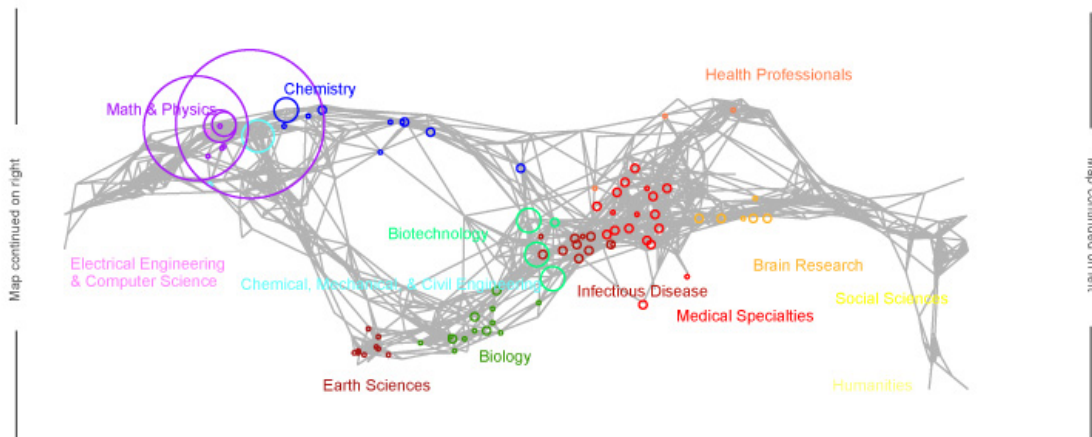 Health Professionals
Chemistry
Math & Physics
Map continued on right
Biotechnology
Electrical Engineering
& Computer Science
Chemical, Mechanical, & Civil Engineering
Brain Research
Infectious Disease
Social Sciences
Medical Specialties
Biology
Earth Sciences
Humanities